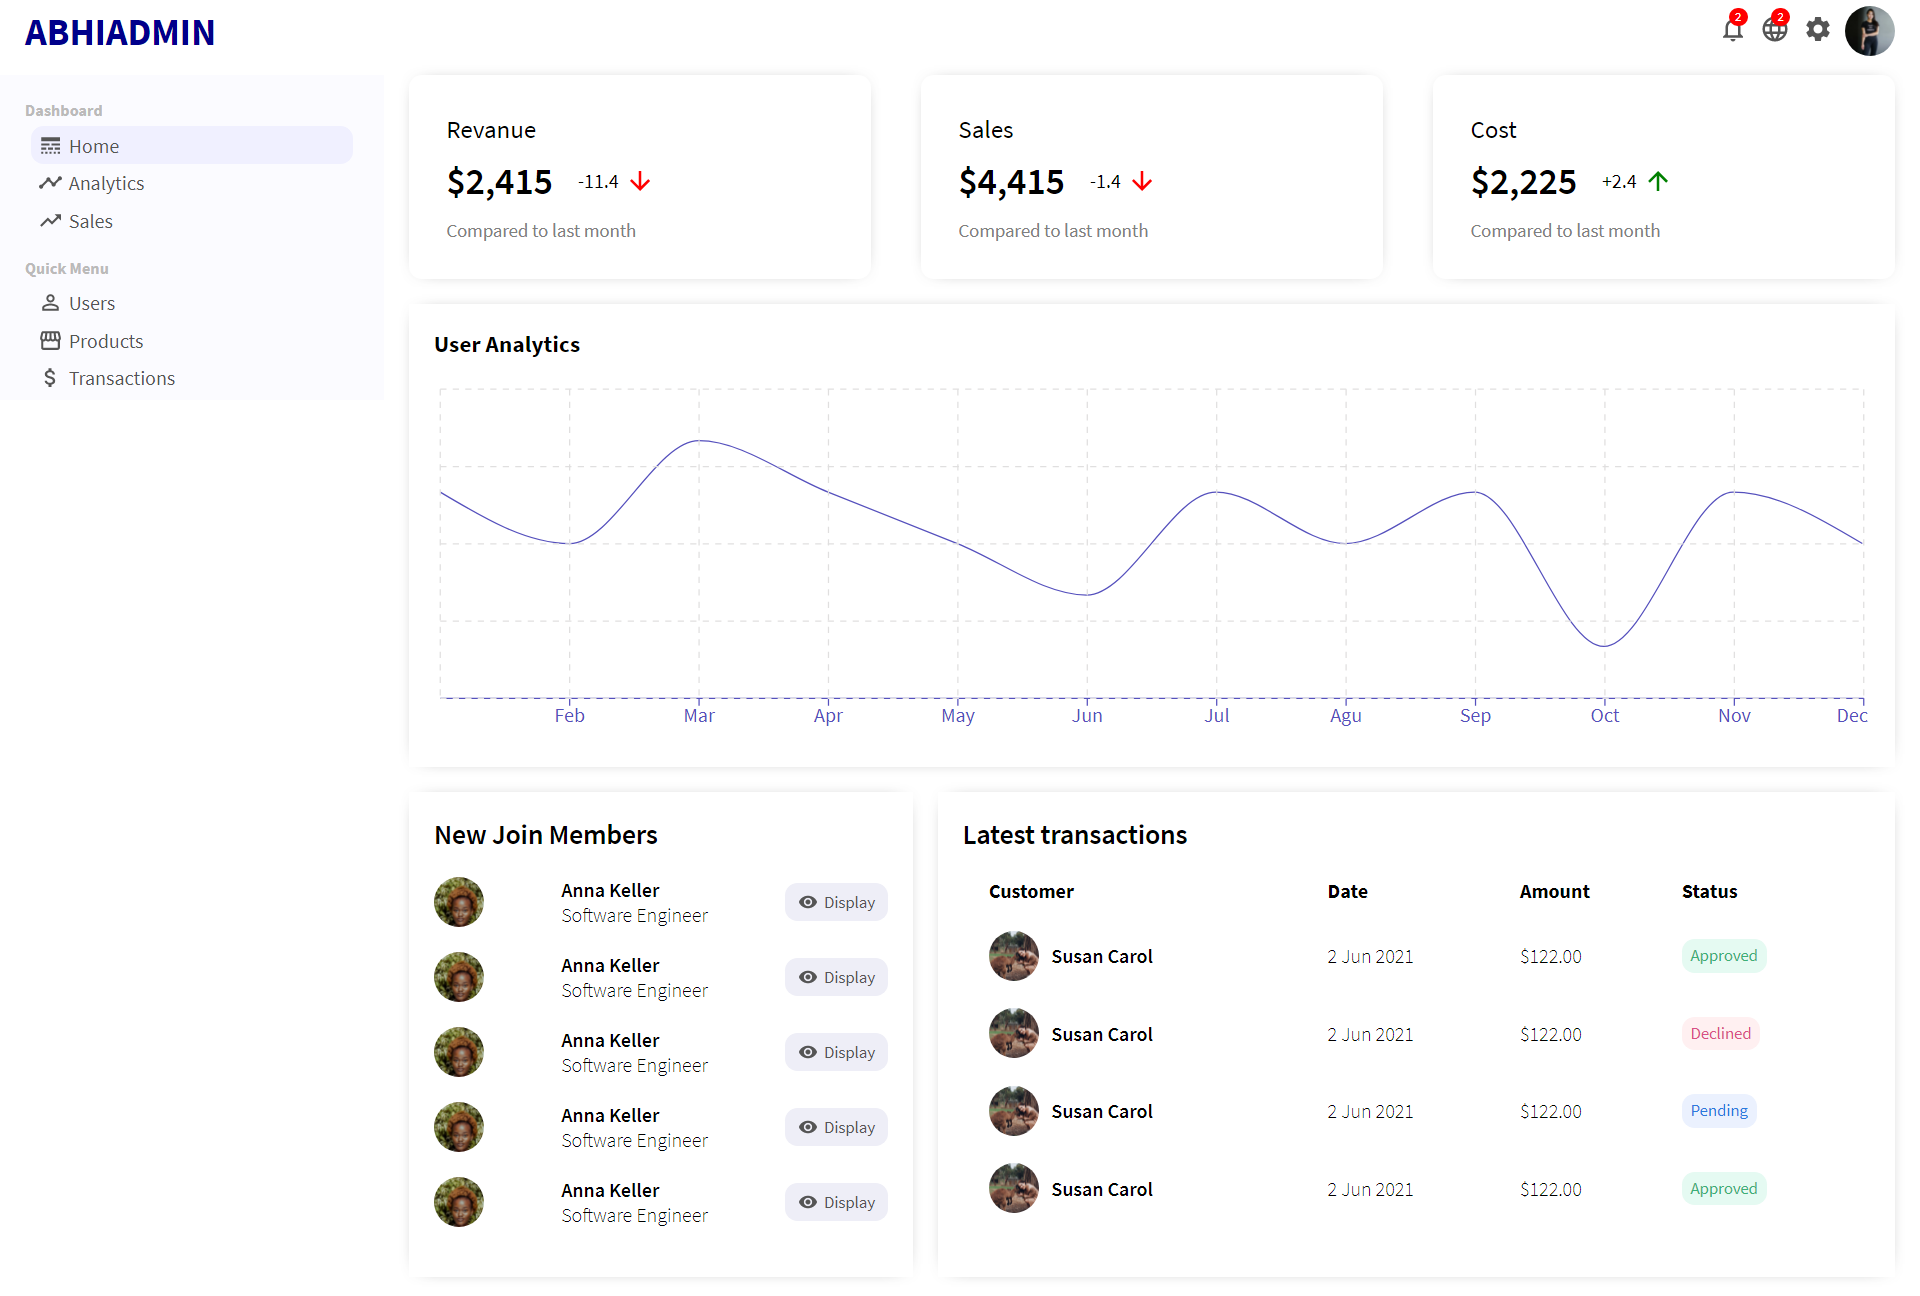 ABHIADMIN
2
2
Dashboard
Home
Analytics
Sales
Quick Menu
Users
Products
Transactions
Revanue
$2,415 -11.4
Compared to last month
Sales
$4,415 -1.4
Compared to last month
Cost
$2,225 +2.4
Compared to last month
User Analytics
Feb Mar Apr May Jun Jul Agu Sep Oct Nov Dec
New Join Members
Anna Keller
Software Engineer
Display
Anna Keller
Software Engineer
Display
Anna Keller
Software Engineer
Display
Anna Keller
Software Engineer
Display
Anna Keller
Software Engineer
Display
Latest transactions
Customer Date Amount Status
Susan Carol 2 Jun 2021 $122.00 Approved
Susan Carol 2 Jun 2021 $122.00 Declined
Susan Carol 2 Jun 2021 $122.00 Pending
Susan Carol 2 Jun 2021 $122.00 Approved